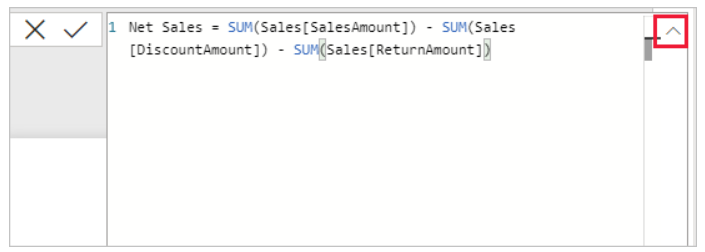 1 Net Sales = SUM(Sales[SalesAmount]) - SUM(Sales
[DiscountAmount]) - SUM(Sales[ReturnAmount])